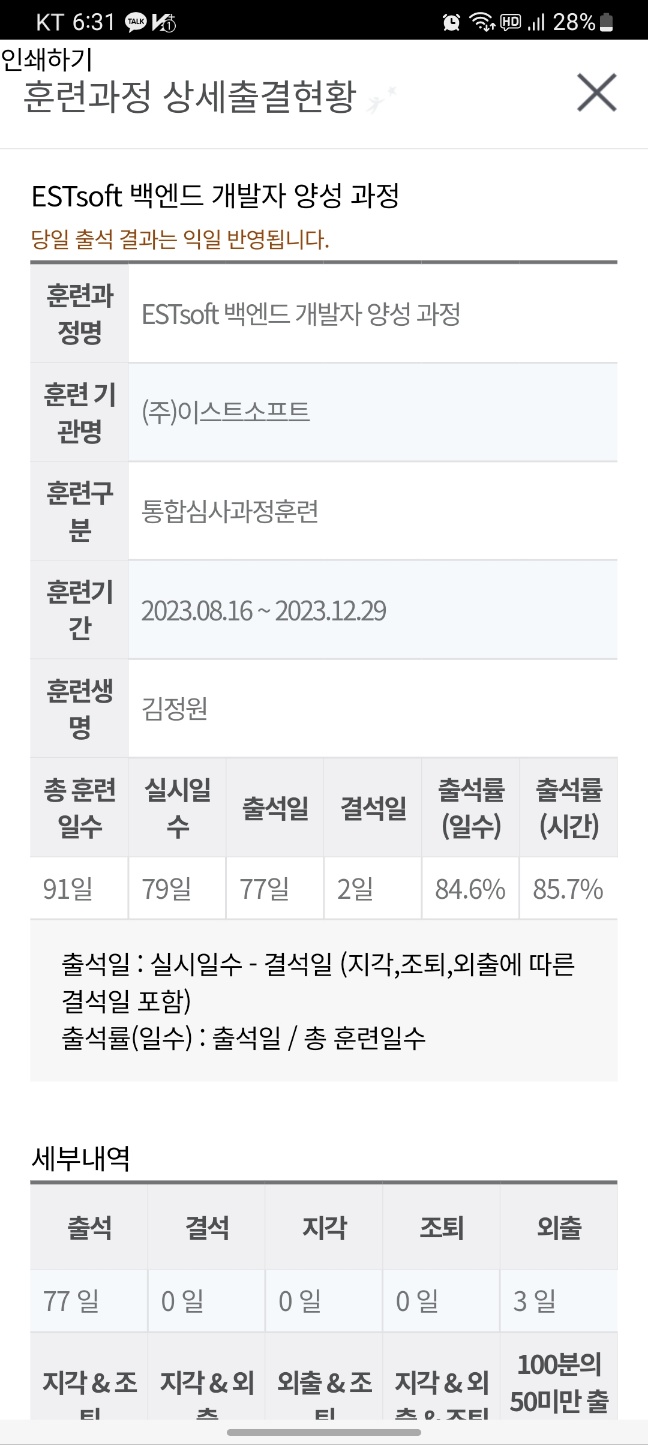 KT 6:31 TALK HD 28%
인쇄하기
훈련과정 상세출결현황
ESTsoft 백엔드 개발자 양성 과정
당일 출석 결과는 익일 반영됩니다.
훈련과
정명
ESTsoft 백엔드 개발자 양성 과정
훈련 기
관명
(주)이스트소프트
훈련구
분
통합심사과정훈련
훈련기
간
2023.08.16 ~ 2023.12.29
훈련생
명
김정원
총 훈련
일수
실시일
수
출석일
결석일
출석률
(일수)
출석률
(시간)
91일
79일
77일
2일
84.6%
85.7%
출석일 : 실시일수 - 결석일 (지각,조퇴,외출에 따른
결석일 포함)
출석률(일수) : 출석일 / 총 훈련일수
세부내역
출석
결석
지각
조퇴
외출
77 일
0 일
0 일
0 일
3 일
지각 & 조
퇴
지각 & 외
출
외출 & 조
퇴
지각 & 외
출 & 조퇴
100분의
50미만 출